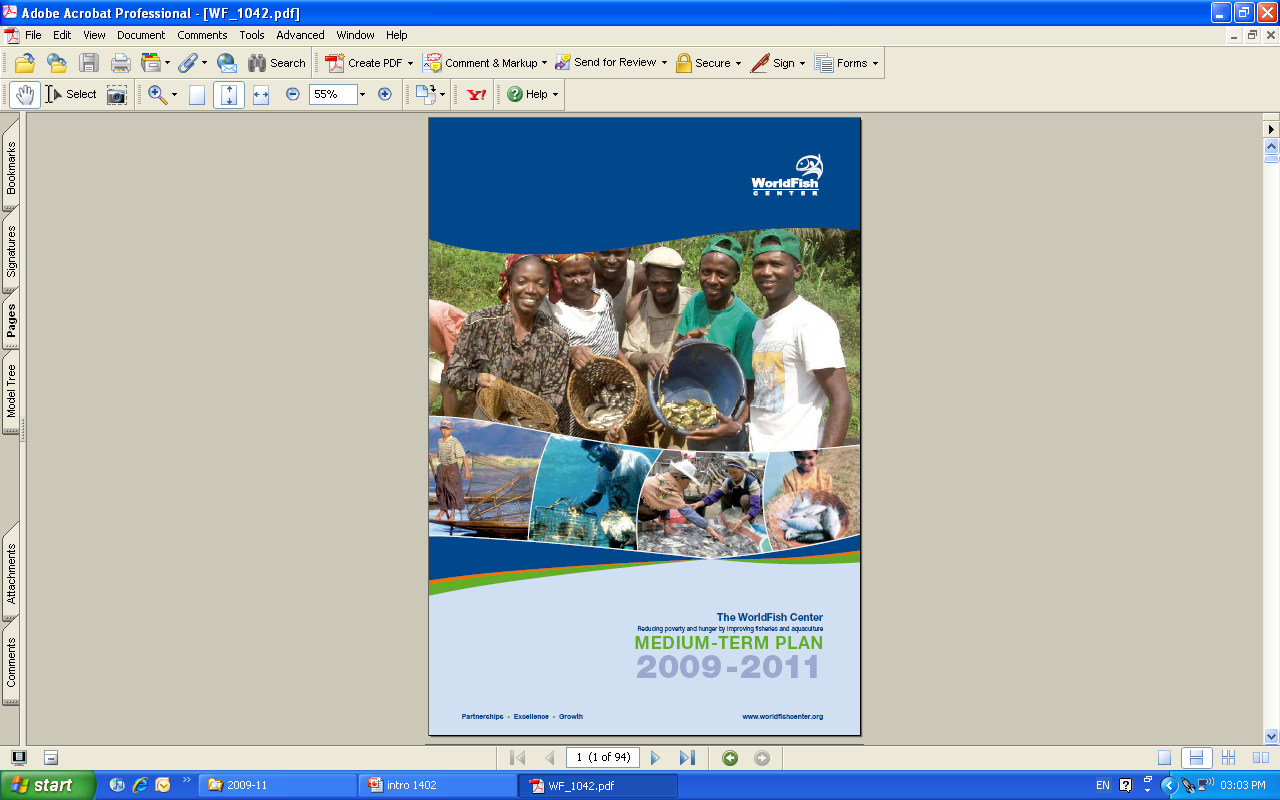 Adobe Acrobat Professional - [WF_1042.pdf]
File Edit View Document Comments Tools Advanced Window Help
Search Create PDF Comment & Markup Send for Review Secure Sign Forms
Select 55% Y! Help
Bookmarks
Signatures
Pages
Model Tree
Attachments
Comments
WorldFish
CENTER
The WorldFish Center
Reducing poverty and hunger by improving fisheries and aquaculture
MEDIUM-TERM PLAN
2009-2011
Partnerships • Excellence • Growth www.worldfishcenter.org
1 (1 of 94)
start 2009-11 intro 1402 WF_1042.pdf EN 03:03 PM